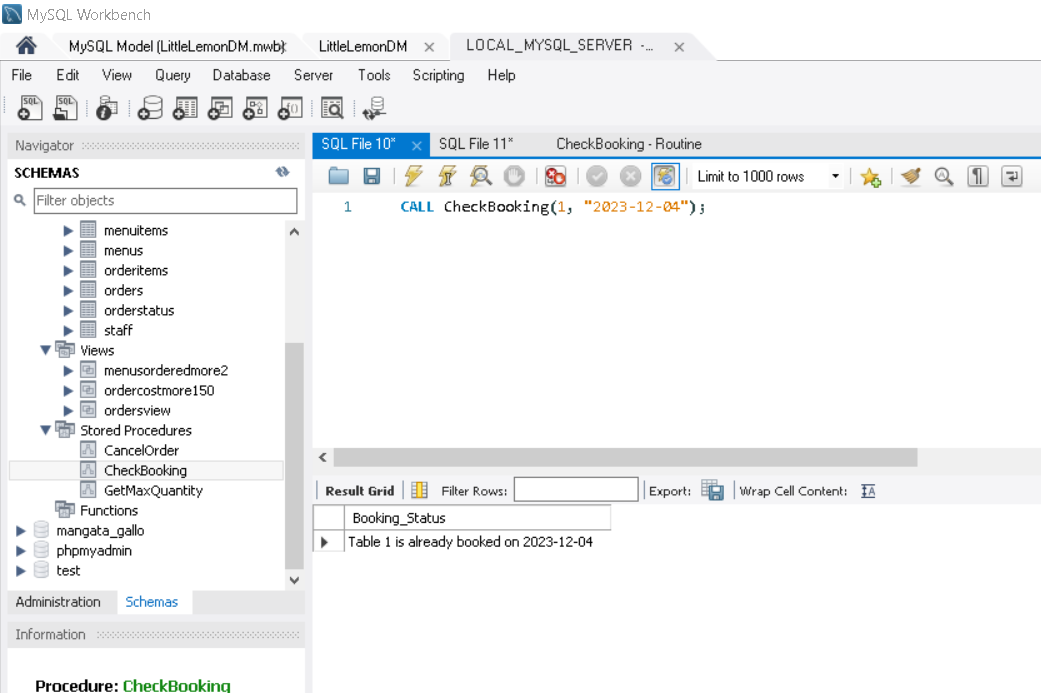 MySQL Workbench
MySQL Model (LittleLemonDM.mwb) LittleLemonDM LOCAL_MYSQL_SERVER -...
File Edit View Query Database Server Tools Scripting Help
SQL SQL
Navigator
SQL File 10* SQL File 11* CheckBooking - Routine
SCHEMAS
Limit to 1000 rows
Filter objects
1 CALL CheckBooking(1, "2023-12-04");
menuitems
menus
orderitems
orders
orderstatus
staff
Views
menusorderedmore2
ordercostmore150
ordersview
Stored Procedures
CancelOrder
CheckBooking
GetMaxQuantity
Functions
mangata_gallo
phpmyadmin
test
Result Grid Filter Rows: Export: Wrap Cell Content: IA
Booking_Status
Table 1 is already booked on 2023-12-04
Administration Schemas
Information
Procedure: CheckBooking